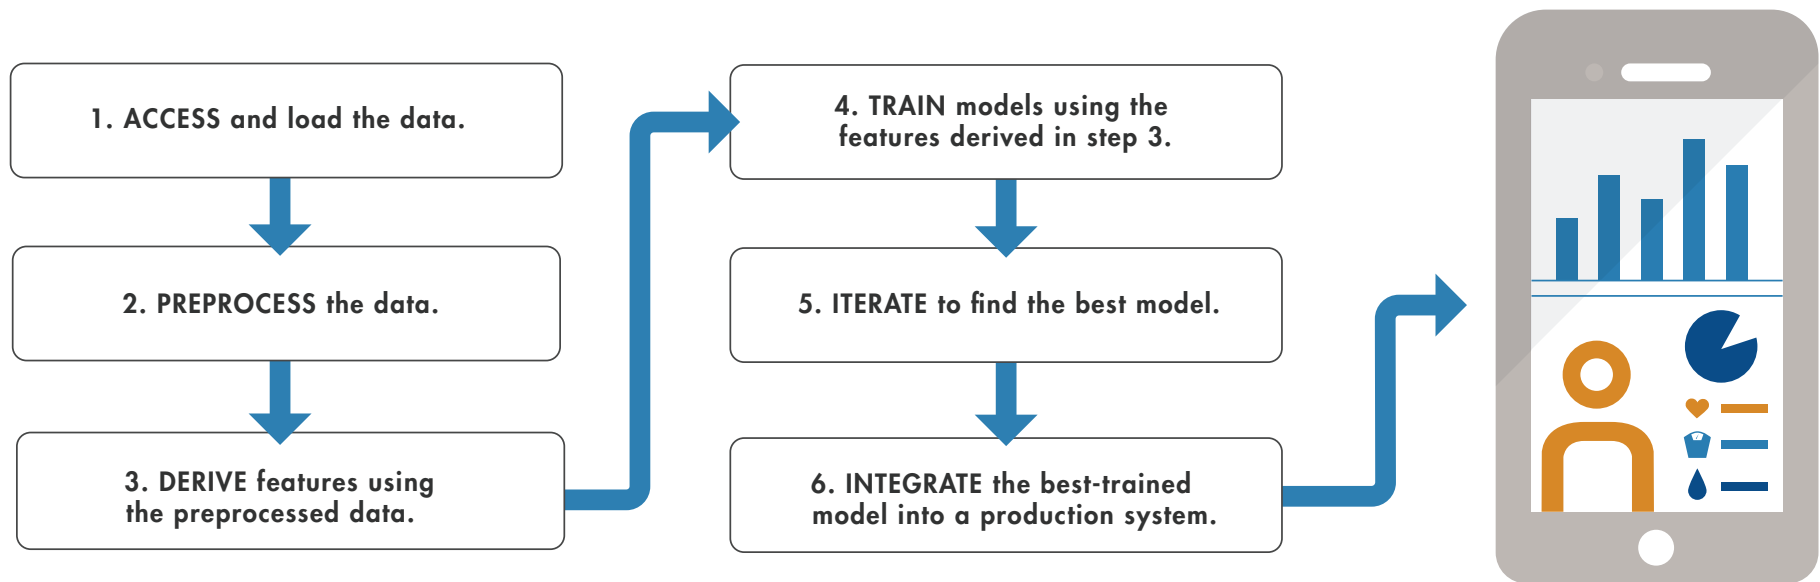 1. ACCESS and load the data.
2. PREPROCESS the data.
3. DERIVE features using
the preprocessed data.
4. TRAIN models using the
features derived in step 3.
5. ITERATE to find the best model.
6. INTEGRATE the best-trained
model into a production system.